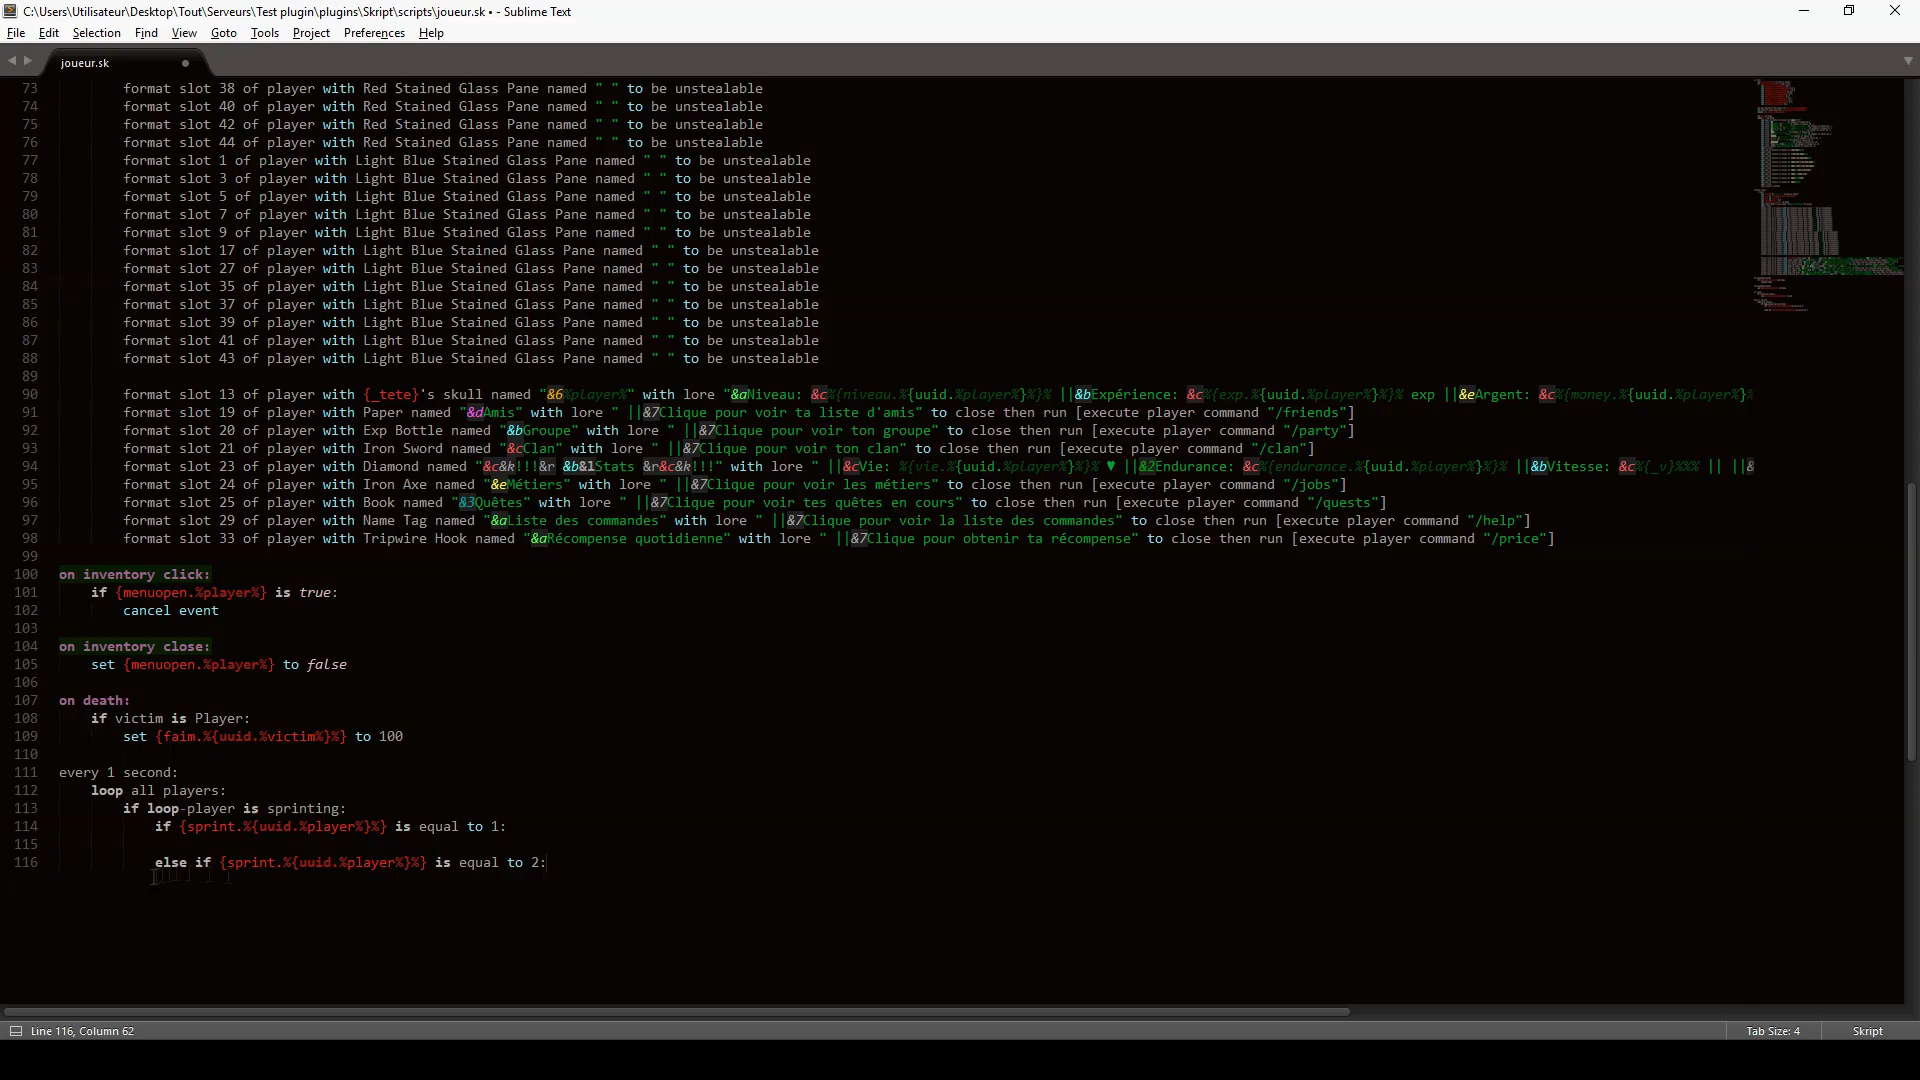 C:\Users\Utilisateur\Desktop\Tout\Serveurs\Test plugin\plugins\Skript\scripts\joueur.sk • - Sublime Text
File Edit Selection Find View Goto Tools Project Preferences Help
joueur.sk
73 format slot 38 of player with Red Stained Glass Pane named " " to be unstealable
74 format slot 40 of player with Red Stained Glass Pane named " " to be unstealable
75 format slot 42 of player with Red Stained Glass Pane named " " to be unstealable
76 format slot 44 of player with Red Stained Glass Pane named " " to be unstealable
77 format slot 1 of player with Light Blue Stained Glass Pane named " " to be unstealable
78 format slot 3 of player with Light Blue Stained Glass Pane named " " to be unstealable
79 format slot 5 of player with Light Blue Stained Glass Pane named " " to be unstealable
80 format slot 7 of player with Light Blue Stained Glass Pane named " " to be unstealable
81 format slot 9 of player with Light Blue Stained Glass Pane named " " to be unstealable
82 format slot 17 of player with Light Blue Stained Glass Pane named " " to be unstealable
83 format slot 27 of player with Light Blue Stained Glass Pane named " " to be unstealable
84 format slot 35 of player with Light Blue Stained Glass Pane named " " to be unstealable
85 format slot 37 of player with Light Blue Stained Glass Pane named " " to be unstealable
86 format slot 39 of player with Light Blue Stained Glass Pane named " " to be unstealable
87 format slot 41 of player with Light Blue Stained Glass Pane named " " to be unstealable
88 format slot 43 of player with Light Blue Stained Glass Pane named " " to be unstealable
89
90 format slot 13 of player with {_tete}'s skull named "&6%player%" with lore "&aNiveau: &c%{niveau.%{uuid.%player%}%}% ||&bExpérience: &c%{exp.%{uuid.%player%}%}% exp ||&eArgent: &c%{money.%{uuid.%player%}%
91 format slot 19 of player with Paper named "&dAmis" with lore " ||&7Clique pour voir ta liste d'amis" to close then run [execute player command "/friends"]
92 format slot 20 of player with Exp Bottle named "&bGroupe" with lore " ||&7Clique pour voir ton groupe" to close then run [execute player command "/party"]
93 format slot 21 of player with Iron Sword named "&cClan" with lore " ||&7Clique pour voir ton clan" to close then run [execute player command "/clan"]
94 format slot 23 of player with Diamond named "&c&k!!!&r &b&lStats &r&c&k!!!" with lore " ||&cVie: %{vie.%{uuid.%player%}%}% ♥ ||&2Endurance: &c%{endurance.%{uuid.%player%}%}% ||&bVitesse: &c%{_v}%%% || ||&
95 format slot 24 of player with Iron Axe named "&eMétiers" with lore " ||&7Clique pour voir les métiers" to close then run [execute player command "/jobs"]
96 format slot 25 of player with Book named "&3Quêtes" with lore " ||&7Clique pour voir tes quêtes en cours" to close then run [execute player command "/quests"]
97 format slot 29 of player with Name Tag named "&aListe des commandes" with lore " ||&7Clique pour voir la liste des commandes" to close then run [execute player command "/help"]
98 format slot 33 of player with Tripwire Hook named "&aRécompense quotidienne" with lore " ||&7Clique pour obtenir ta récompense" to close then run [execute player command "/price"]
99
100 on inventory click:
101 if {menuopen.%player%} is true:
102 cancel event
103
104 on inventory close:
105 set {menuopen.%player%} to false
106
107 on death:
108 if victim is Player:
109 set {faim.%{uuid.%victim%}%} to 100
110
111 every 1 second:
112 loop all players:
113 if loop-player is sprinting:
114 if {sprint.%{uuid.%player%}%} is equal to 1:
115
116 else if {sprint.%{uuid.%player%}%} is equal to 2:
Line 116, Column 62 Tab Size: 4 Skript